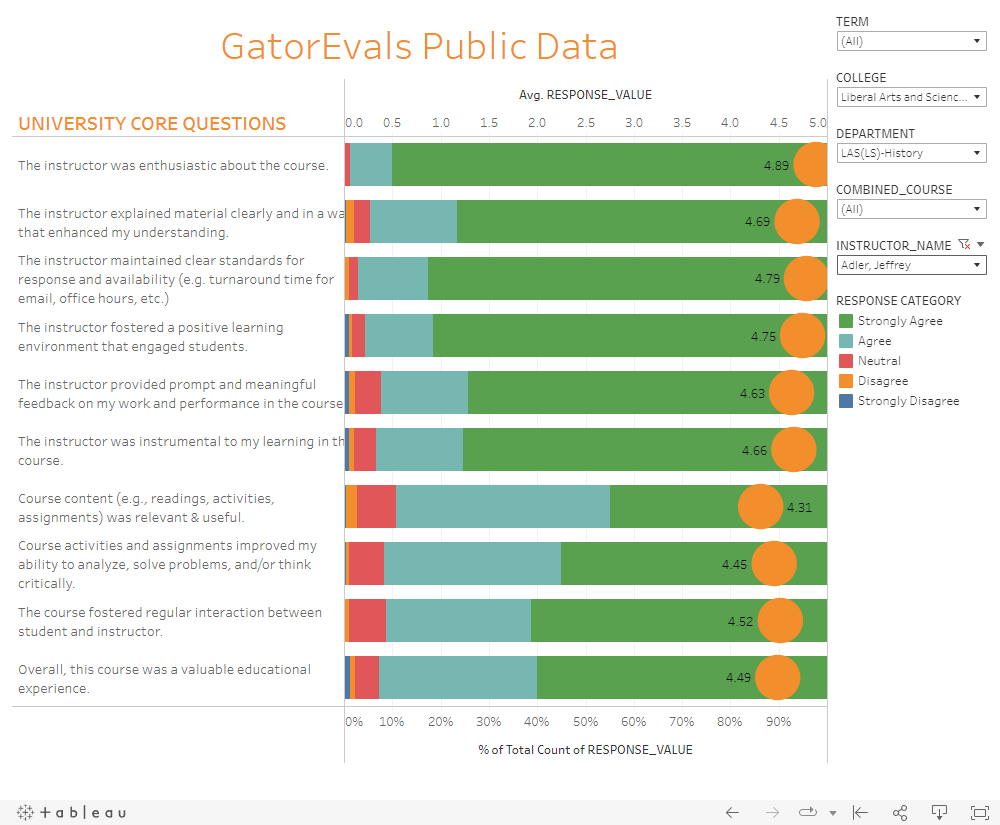 GatorEvals Public Data
TERM
(All)
COLLEGE
Liberal Arts and Scienc...
DEPARTMENT
LAS(LS)-History
COMBINED_COURSE
(All)
INSTRUCTOR_NAME
Adler, Jeffrey
RESPONSE CATEGORY
Strongly Agree
Agree
Neutral
Disagree
Strongly Disagree
Avg. RESPONSE_VALUE
UNIVERSITY CORE QUESTIONS
0.0 0.5 1.0 1.5 2.0 2.5 3.0 3.5 4.0 4.5 5.0
The instructor was enthusiastic about the course.
4.89
The instructor explained material clearly and in a wa
that enhanced my understanding.
4.69
The instructor maintained clear standards for
response and availability (e.g. turnaround time for
email, office hours, etc.)
4.79
The instructor fostered a positive learning
environment that engaged students.
4.75
The instructor provided prompt and meaningful
feedback on my work and performance in the course
4.63
The instructor was instrumental to my learning in th
course.
4.66
Course content (e.g., readings, activities,
assignments) was relevant & useful.
4.31
Course activities and assignments improved my
ability to analyze, solve problems, and/or think
critically.
4.45
The course fostered regular interaction between
student and instructor.
4.52
Overall, this course was a valuable educational
experience.
4.49
0% 10% 20% 30% 40% 50% 60% 70% 80% 90%
% of Total Count of RESPONSE_VALUE
+ a b l e a u